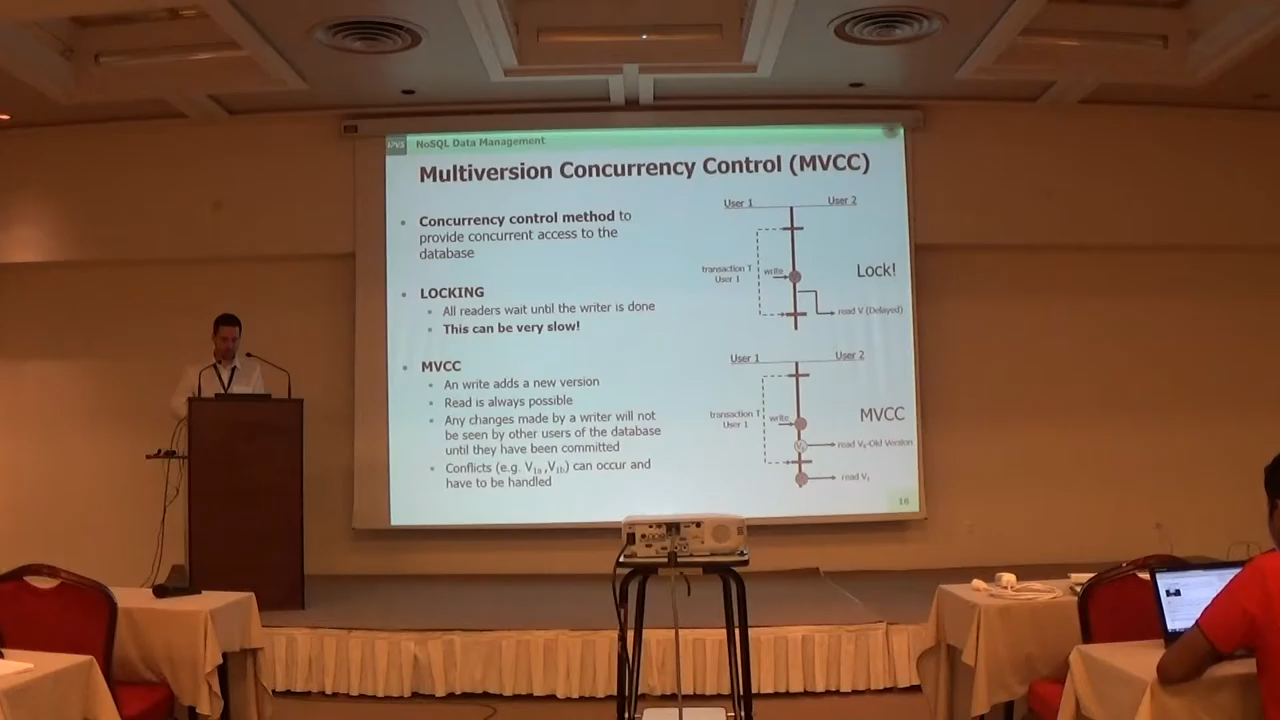 IPVS
NoSQL Data Management
Multiversion Concurrency Control (MVCC)
• Concurrency control method to
provide concurrent access to the
database
• LOCKING
• All readers wait until the writer is done
• This can be very slow!
• MVCC
• An write adds a new version
• Read is always possible
• Any changes made by a writer will not
be seen by other users of the database
until they have been committed
• Conflicts (e.g. V1a,V1b) can occur and
have to be handled
User 1
User 2
transaction T
User 1
write
Lock!
read V (Delayed)
User 1
User 2
transaction T
User 1
write
MVCC
read V0-Old Version
read V1
16